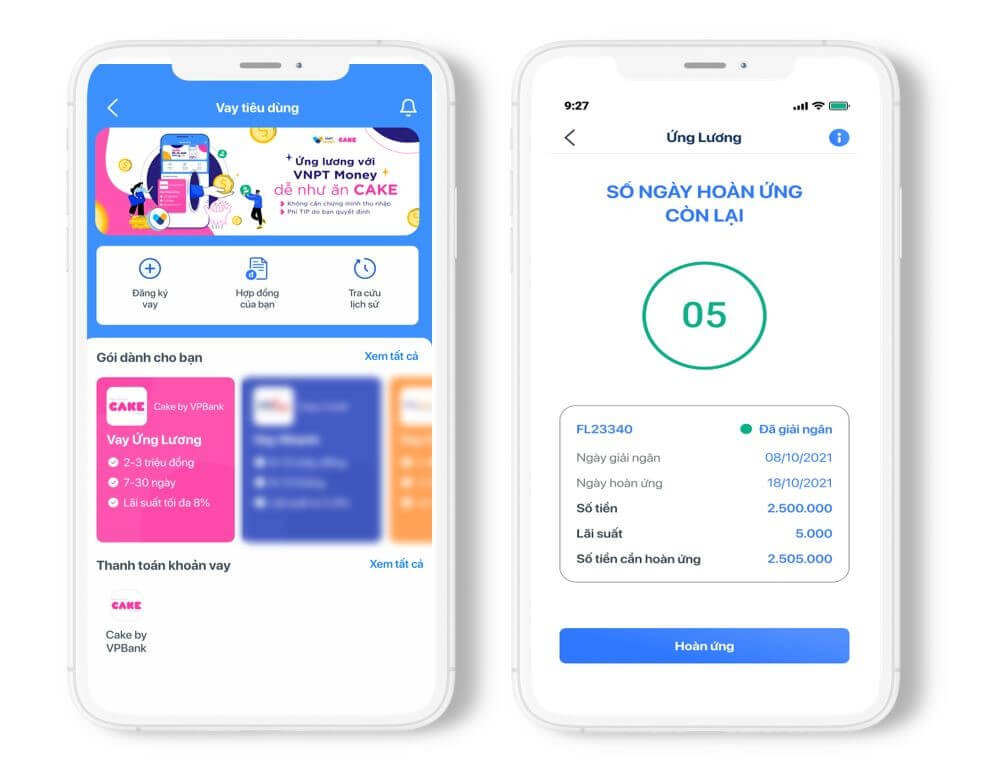 Vay tiêu dùng
VNPT Money CAKE
Ứng lương với
VNPT Money
dễ như ăn CAKE
Không cần chứng minh thu nhập
Phí TIP do bạn quyết định
Đăng ký
vay
Hợp đồng
của bạn
Tra cứu
lịch sử
Gói dành cho bạn
Xem tất cả
CAKE
Cake by VPBank
Vay Ứng Lương
2-3 triệu đồng
7-30 ngày
Lãi suất tối đa 8%
Thanh toán khoản vay
Xem tất cả
CAKE
Cake by
VPBank
9:27
Ứng Lương
SỐ NGÀY HOÀN ỨNG
CÒN LẠI
05
FL23340 Đã giải ngân
Ngày giải ngân 08/10/2021
Ngày hoàn ứng 18/10/2021
Số tiền 2.500.000
Lãi suất 5.000
Số tiền cần hoàn ứng 2.505.000
Hoàn ứng